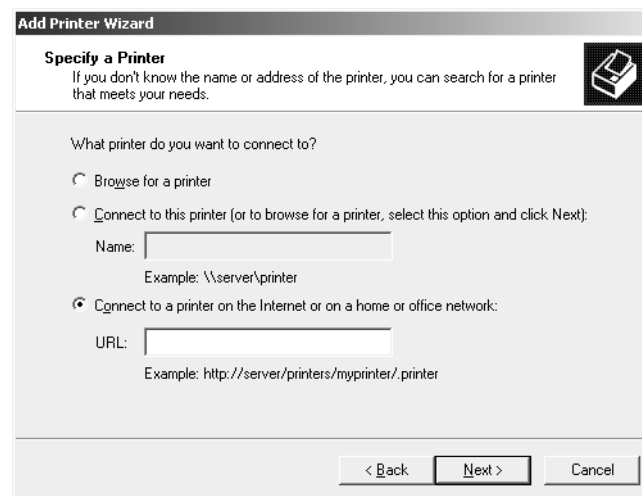 Add Printer Wizard
Specify a Printer
If you don't know the name or address of the printer, you can search for a printer
that meets your needs.
What printer do you want to connect to?
Browse for a printer
Connect to this printer (or to browse for a printer, select this option and click Next):
Name:
Example: \\server\printer
Connect to a printer on the Internet or on a home or office network:
URL:
Example: http://server/printers/myprinter/.printer
< Back Next > Cancel